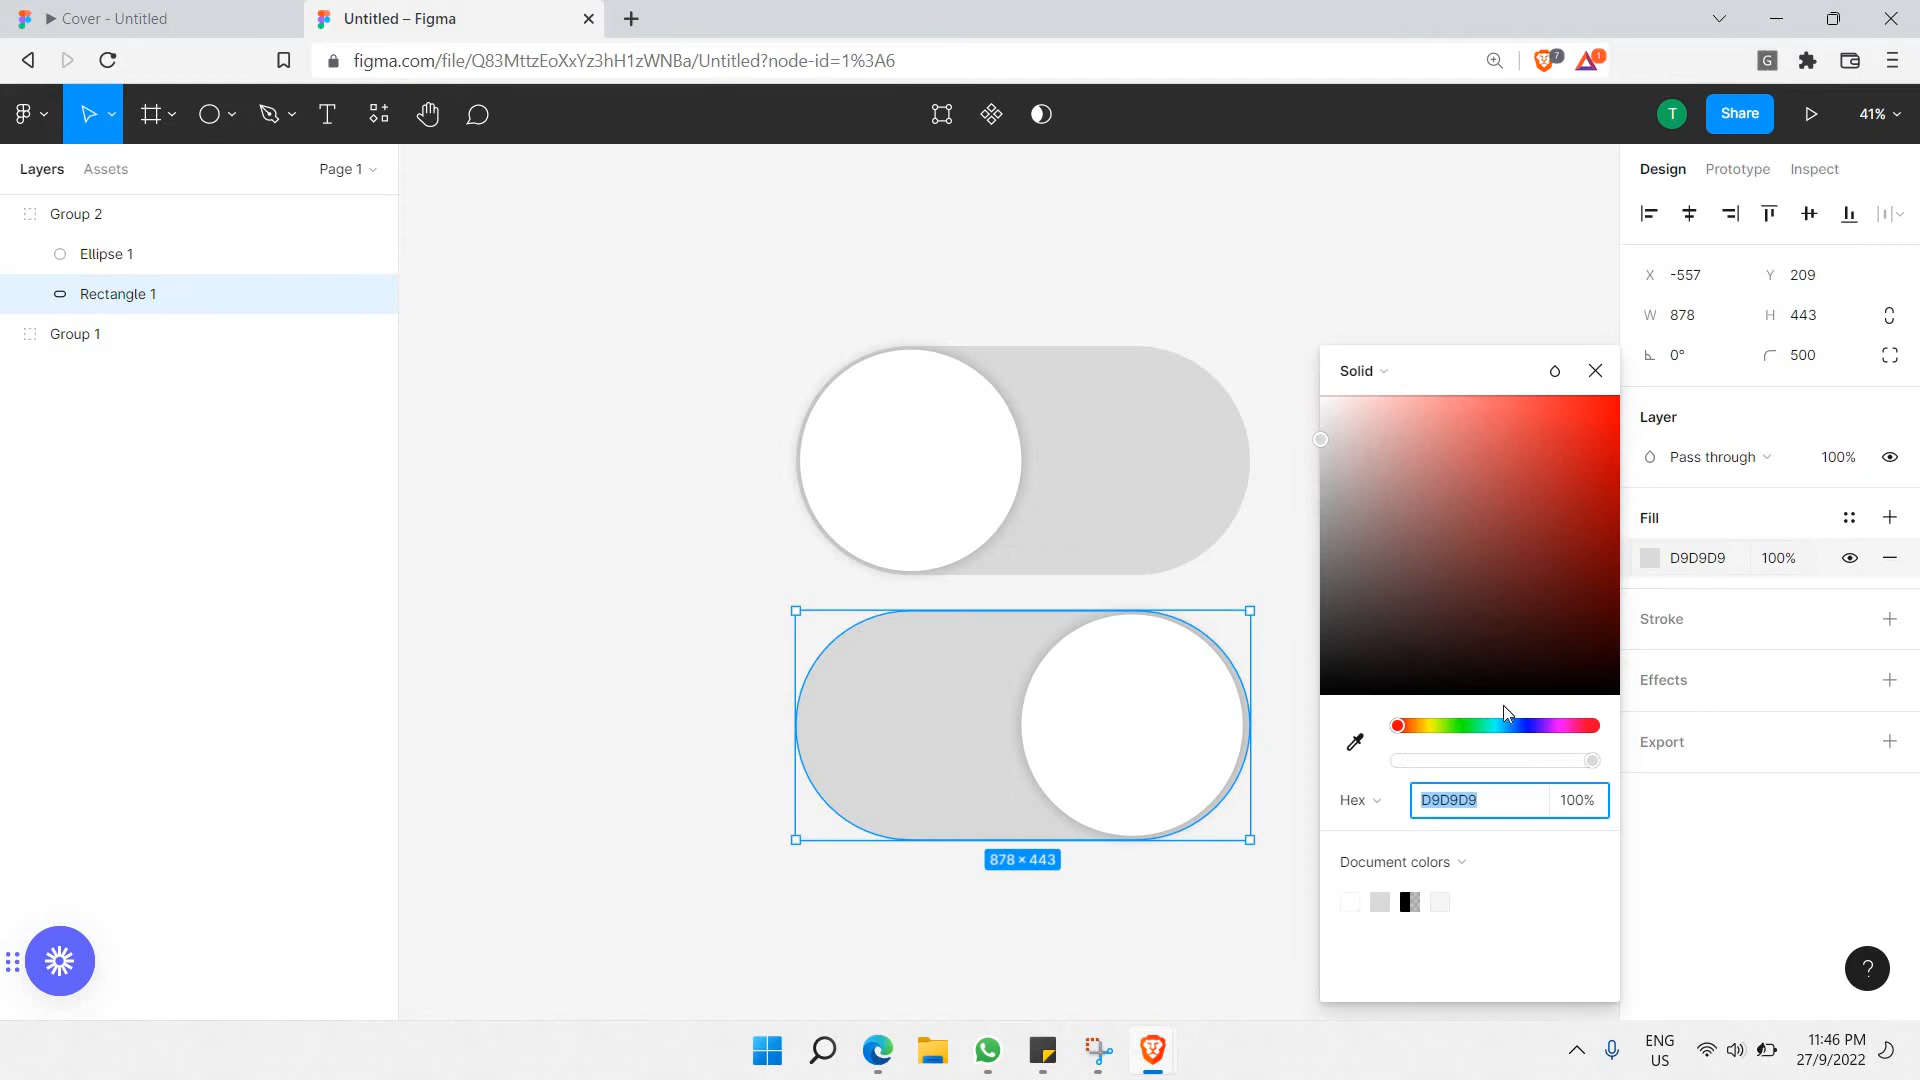 ▶ Cover - Untitled
Untitled – Figma
figma.com/file/Q83MttzEoXxYz3hH1zWNBa/Untitled?node-id=1%3A6
7
1
G
T
T
Share
41%
Layers
Assets
Page 1
Design
Prototype
Inspect
Group 2
Ellipse 1
Rectangle 1
Group 1
X -557
Y 209
W 878
H 443
0°
500
Solid
Layer
Pass through
100%
Fill
D9D9D9
100%
Stroke
Effects
Export
Hex
D9D9D9
100%
878 × 443
Document colors
?
ENG
US
11:46 PM
27/9/2022